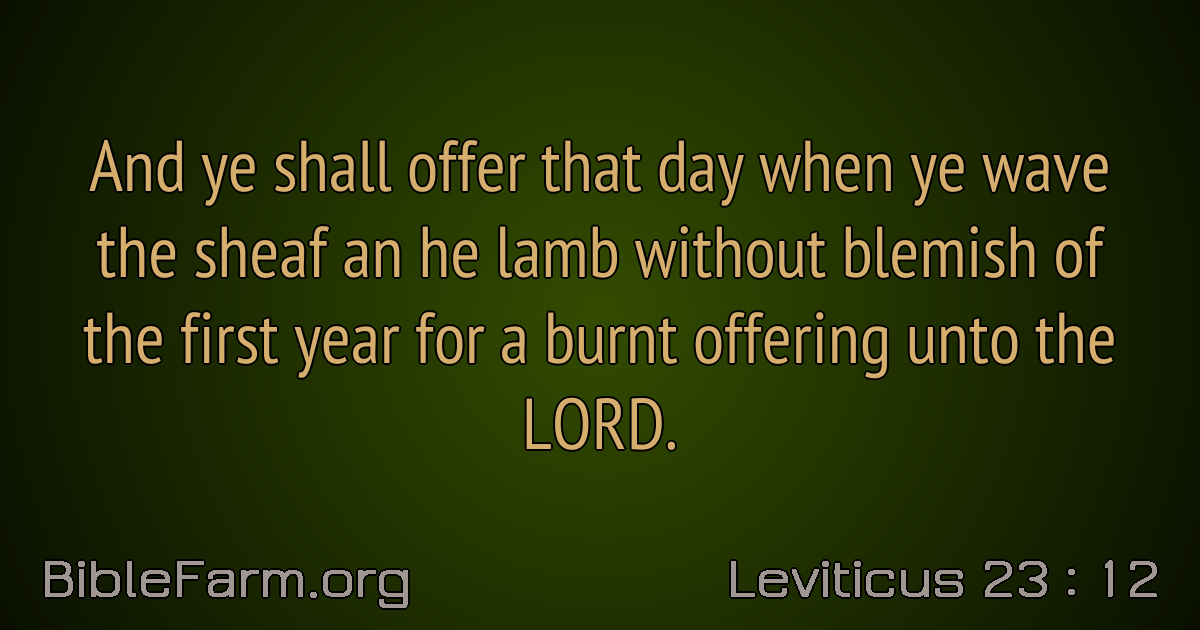 And ye shall offer that day when ye wave
the sheaf an he lamb without blemish of
the first year for a burnt offering unto the
LORD.
BibleFarm.org
Leviticus 23 : 12